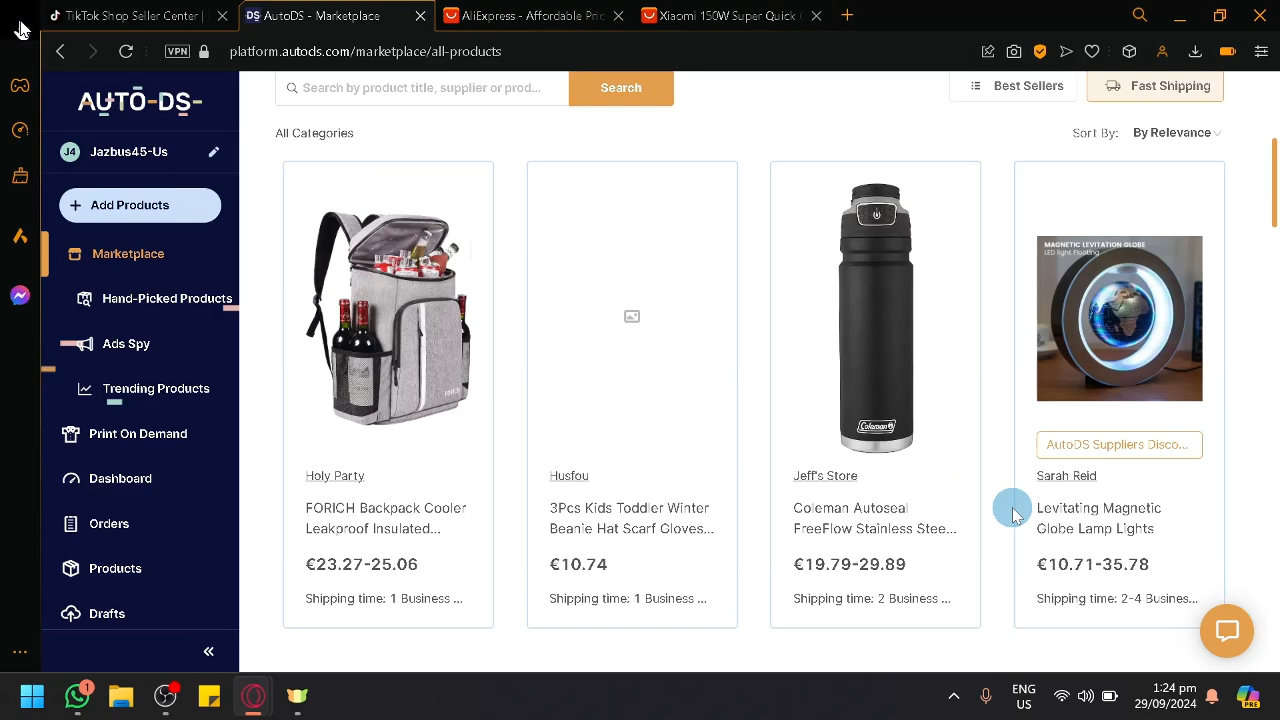 TikTok Shop Seller Center |
DS AutoDS - Marketplace
AliExpress - Affordable Pric
Xiaomi 150W Super Quick C
VPN
platform.autods.com/marketplace/all-products
AUTO-DS-
J4 Jazbus45-Us
+ Add Products
Marketplace
Hand-Picked Products
Ads Spy
Trending Products
Print On Demand
Dashboard
Orders
Products
Drafts
«
Search by product title, supplier or prod...
Search
Best Sellers
Fast Shipping
All Categories
Sort By: By Relevance
FORICH
Holy Party
FORICH Backpack Cooler
Leakproof Insulated...
€23.27-25.06
Shipping time: 1 Business ...
Husfou
3Pcs Kids Toddler Winter
Beanie Hat Scarf Gloves...
€10.74
Shipping time: 1 Business ...
Coleman
Jeff's Store
Coleman Autoseal
FreeFlow Stainless Stee...
€19.79-29.89
Shipping time: 2 Business ...
MAGNETIC LEVITATION GLOBE
LED light Floating
AutoDS Suppliers Disco...
Sarah Reid
Levitating Magnetic
Globe Lamp Lights
€10.71-35.78
Shipping time: 2-4 Busines...
1
ENG
US
1:24 pm
29/09/2024
PRE